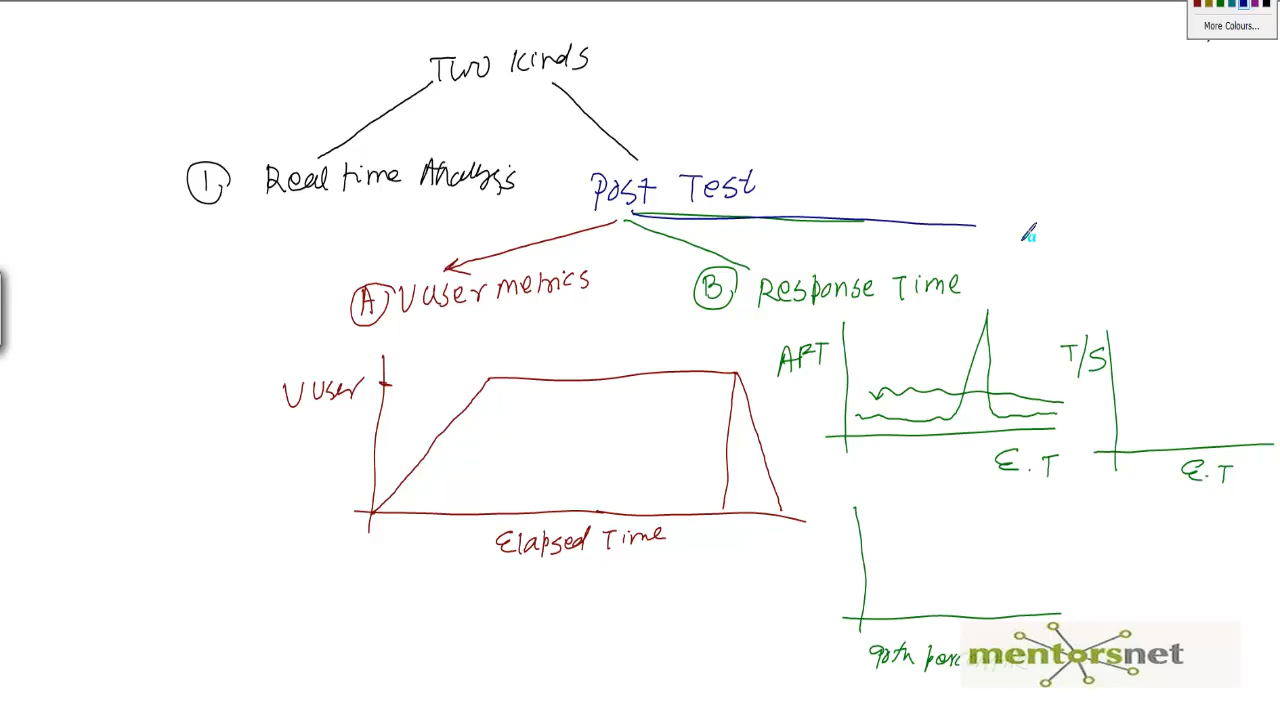 More Colours...
Two Kinds
1. Real time Analysis
Post Test
A Vuser metrics
B Response Time
V User
Elapsed Time
ART
E.T
T/S
E.T
90th
mentorsnet